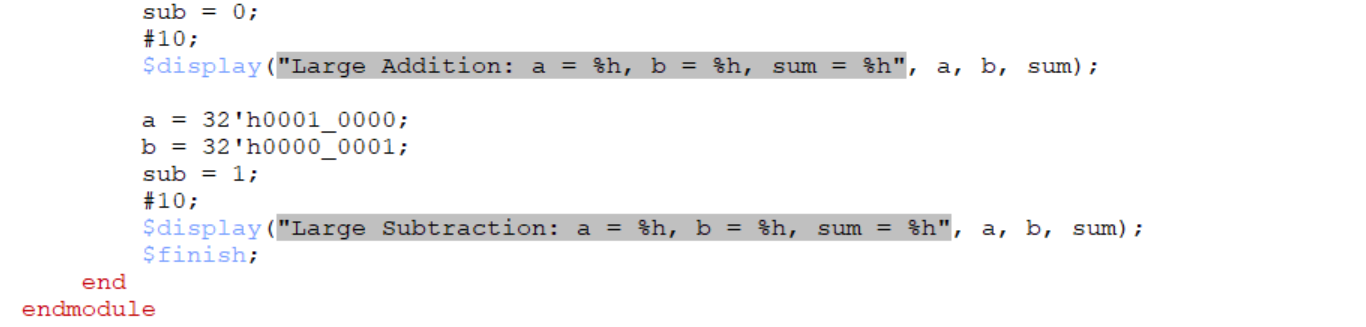 sub = 0;
#10;
$display("Large Addition: a = %h, b = %h, sum = %h", a, b, sum);
a = 32'h0001_0000;
b = 32'h0000_0001;
sub = 1;
#10;
$display("Large Subtraction: a = %h, b = %h, sum = %h", a, b, sum);
$finish;
end
endmodule